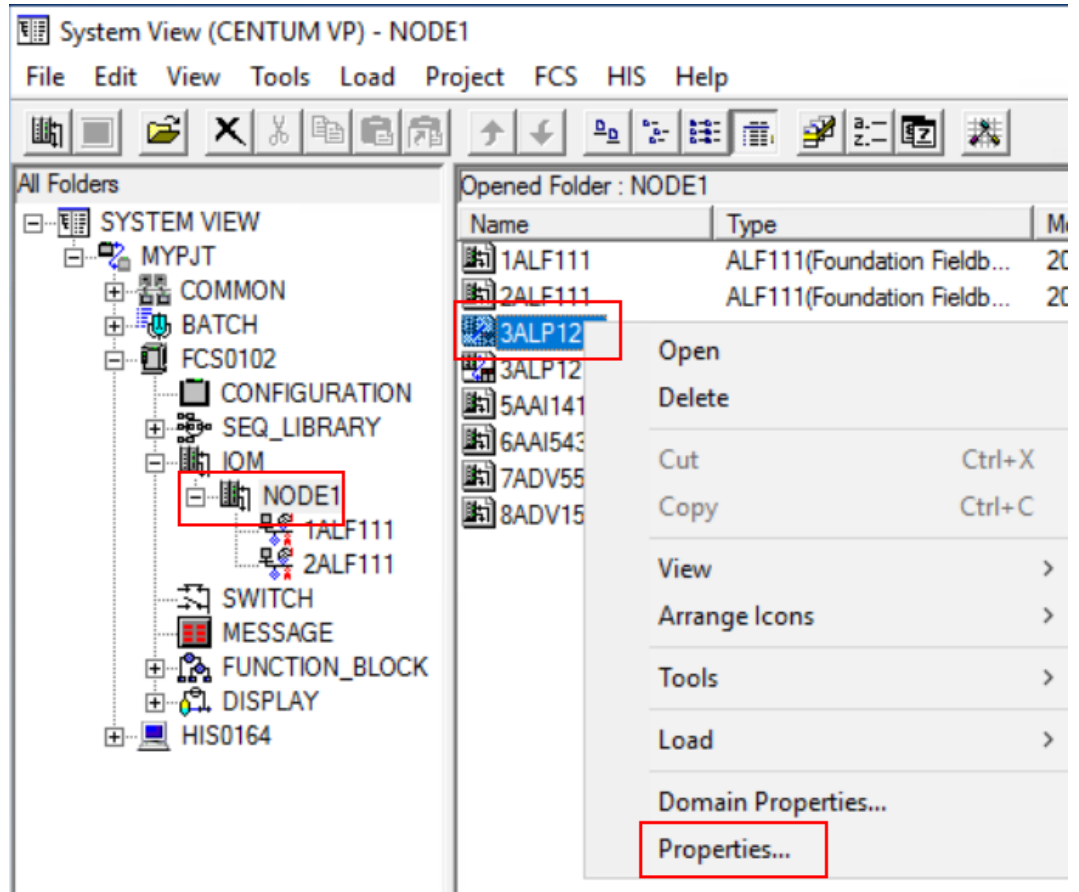 System View (CENTUM VP) - NODE1
File Edit View Tools Load Project FCS HIS Help
All Folders
SYSTEM VIEW
MYPJT
COMMON
BATCH
FCS0102
CONFIGURATION
SEQ_LIBRARY
IOM
NODE1
1ALF111
2ALF111
SWITCH
MESSAGE
FUNCTION_BLOCK
DISPLAY
HIS0164
Opened Folder : NODE1
Name Type M
1ALF111 ALF111(Foundation Fieldb... 20
2ALF111 ALF111(Foundation Fieldb... 20
3ALP12
3ALP12
5AAI141
6AAI543
7ADV55
8ADV15
Open
Delete
Cut Ctrl+X
Copy Ctrl+C
View >
Arrange Icons >
Tools >
Load >
Domain Properties...
Properties...